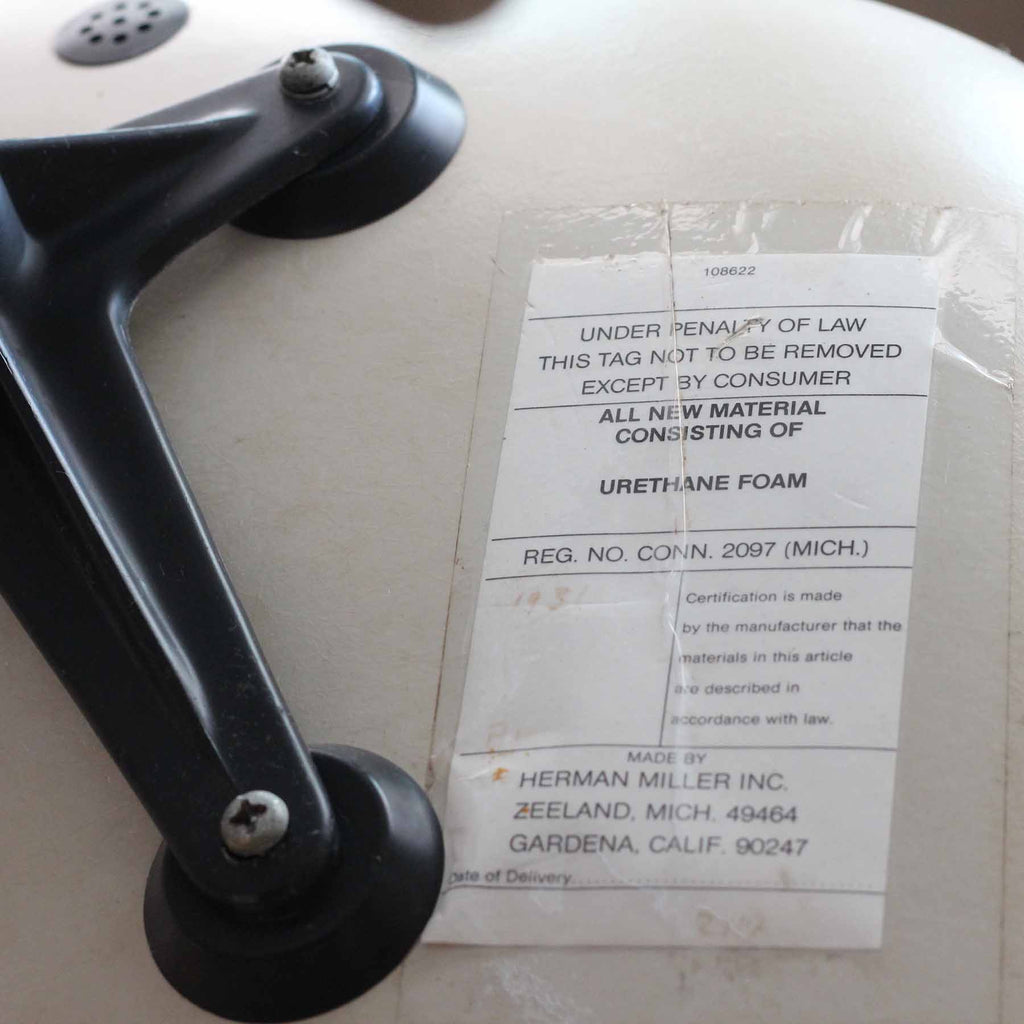 108622
UNDER PENALTY OF LAW
THIS TAG NOT TO BE REMOVED
EXCEPT BY CONSUMER
ALL NEW MATERIAL
CONSISTING OF
URETHANE FOAM
REG. NO. CONN. 2097 (MICH.)
Certification is made
by the manufacturer that the
materials in this article
are described in
accordance with law.
MADE BY
HERMAN MILLER INC.
ZEELAND, MICH. 49464
GARDENA, CALIF. 90247
Date of Delivery